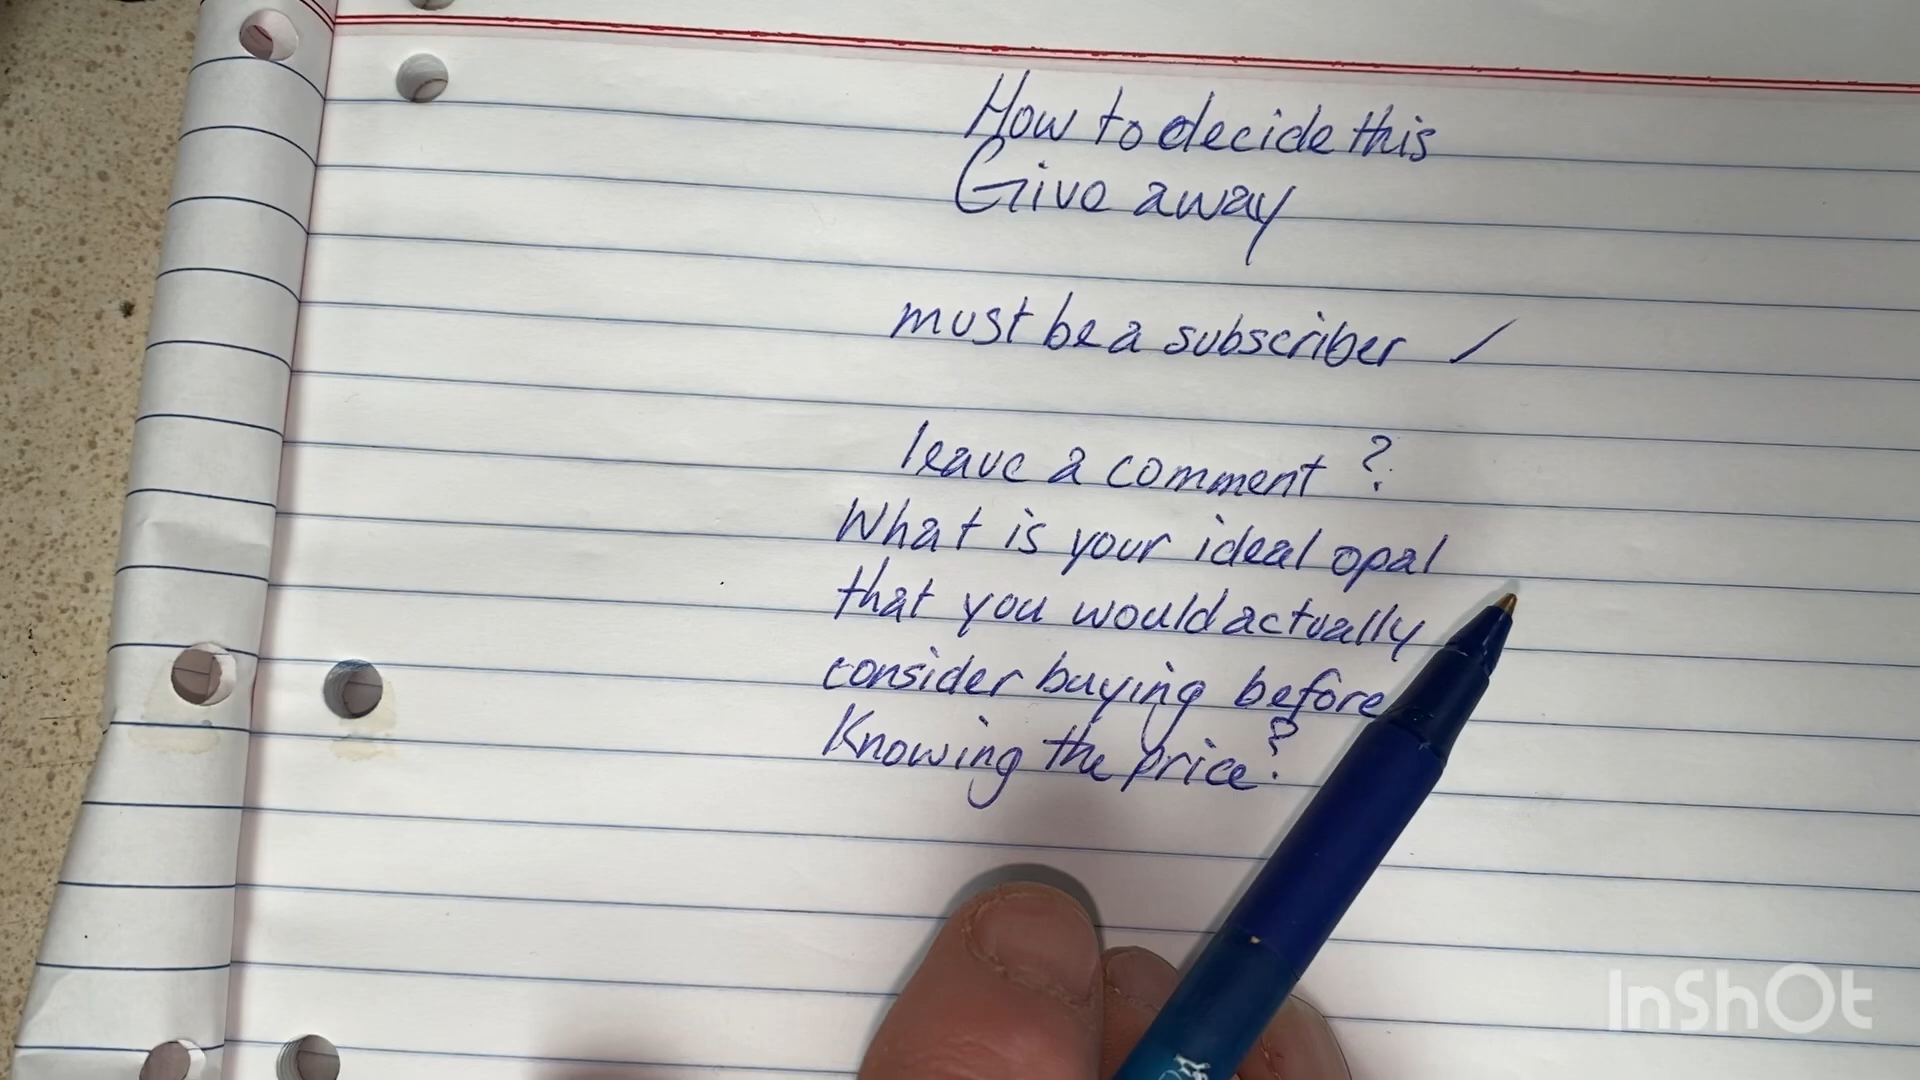 How to decide this
Give away
must be a subscriber ✓
leave a comment?
What is your ideal opal
that you would actually
consider buying before
Knowing the price?
InShOt